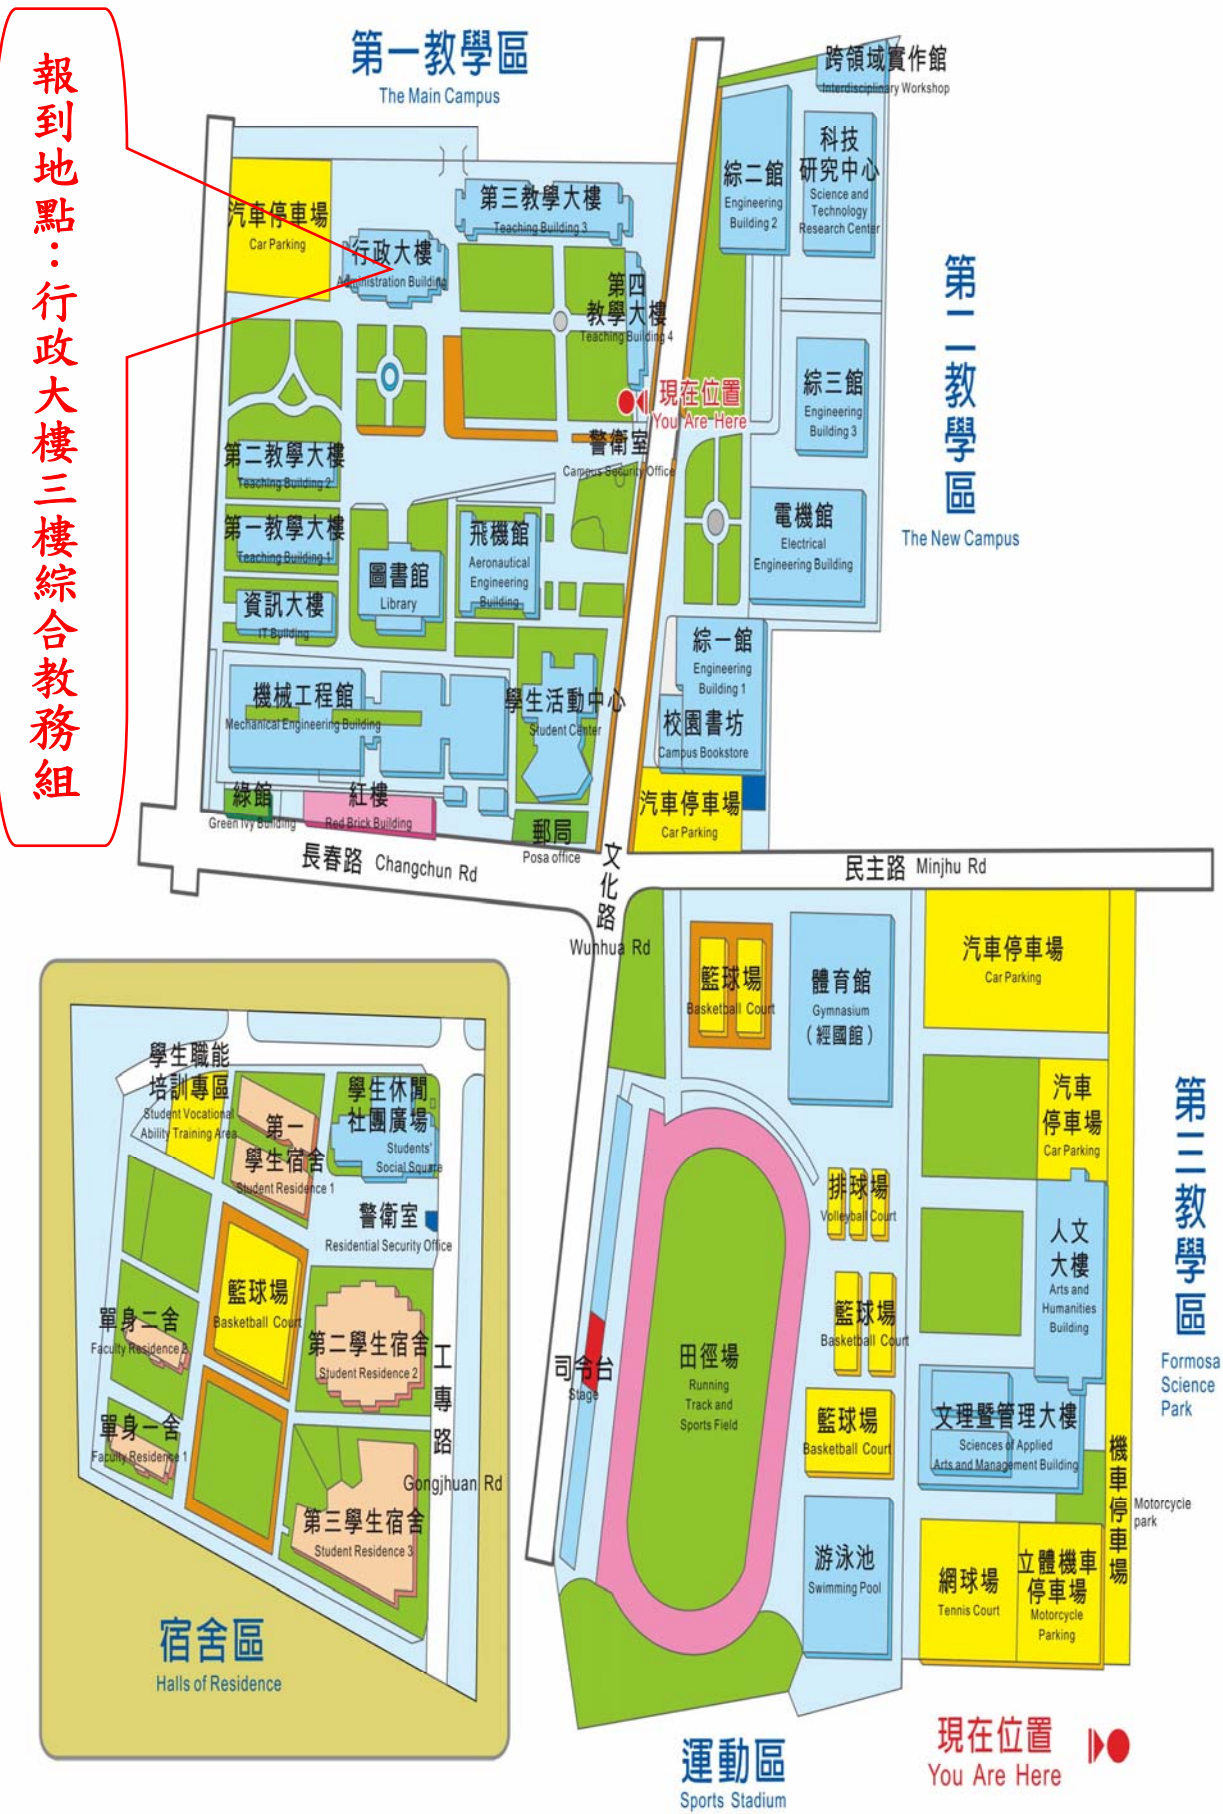 報到地點：行政大樓三樓綜合教務組
第一教學區
The Main Campus
跨領域實作館
Interdisciplinary Workshop
汽車停車場
Car Parking
第三教學大樓
Teaching Building 3
行政大樓
Administration Building
第四
教學大樓
Teaching Building 4
綜二館
Engineering
Building 2
科技
研究中心
Science and
Technology
Research Center
現在位置
You Are Here
警衛室
Campus Security Office
綜三館
Engineering
Building 3
第二教學區
The New Campus
第二教學大樓
Teaching Building 2
第一教學大樓
Teaching Building 1
資訊大樓
IT Building
圖書館
Library
飛機館
Aeronautical
Engineering
Building
電機館
Electrical
Engineering Building
綜一館
Engineering
Building 1
校園書坊
Campus Bookstore
機械工程館
Mechanical Engineering Building
學生活動中心
Student Center
綠館
Green Ivy Building
紅樓
Red Brick Building
郵局
Posa office
汽車停車場
Car Parking
長春路 Changchun Rd
文化路
Wunhua Rd
民主路 Minjhu Rd
籃球場
Basketball Court
體育館
Gymnasium
（經國館）
汽車停車場
Car Parking
汽車
停車場
Car Parking
第三教學區
Formosa
Science
Park
學生職能
培訓專區
Student Vocational
Ability Training Area
第一
學生宿舍
Student Residence 1
學生休閒
社團廣場
Students'
Social Square
警衛室
Residential Security Office
籃球場
Basketball Court
單身二舍
Faculty Residence 2
單身一舍
Faculty Residence 1
第二學生宿舍
Student Residence 2
第三學生宿舍
Student Residence 3
工專路
Gongjhuan Rd
宿舍區
Halls of Residence
司令台
Stage
田徑場
Running
Track and
Sports Field
排球場
Volleyball Court
籃球場
Basketball Court
籃球場
Basketball Court
游泳池
Swimming Pool
人文
大樓
Arts and
Humanities
Building
文理暨管理大樓
Sciences of Applied
Arts and Management Building
機車停車場
Motorcycle
park
網球場
Tennis Court
立體機車
停車場
Motorcycle
Parking
運動區
Sports Stadium
現在位置
You Are Here